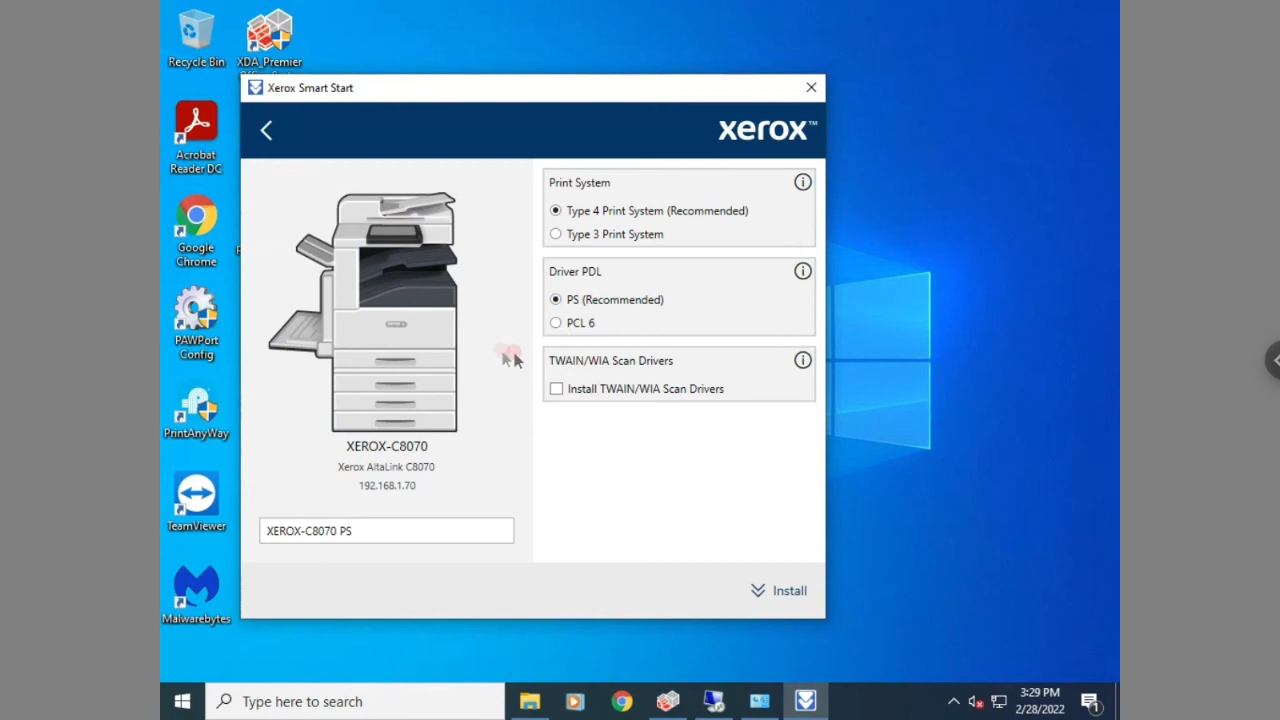 Recycle Bin
XDA_Premier
Xerox Smart Start
xerox™
Acrobat
Reader DC
Google
Chrome
PAWPort
Config
PrintAnyWay
TeamViewer
Malwarebytes
Print System
Type 4 Print System (Recommended)
Type 3 Print System
Driver PDL
PS (Recommended)
PCL 6
TWAIN/WIA Scan Drivers
Install TWAIN/WIA Scan Drivers
XEROX-C8070
Xerox AltaLink C8070
192.168.1.70
XEROX-C8070 PS
Install
Type here to search
3:29 PM
2/28/2022
1